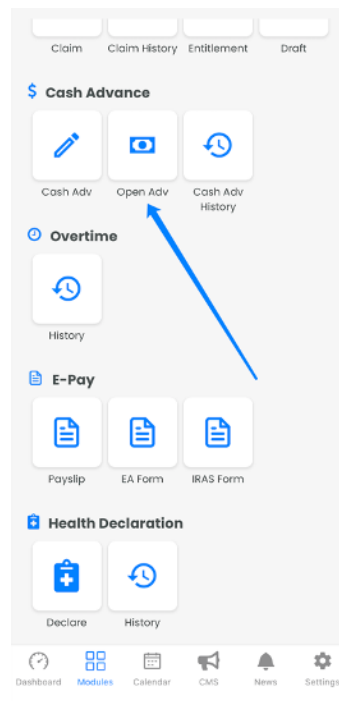 Claim Claim History Entitlement Draft
$ Cash Advance
Cash Adv Open Adv Cash Adv
History
Overtime
History
E-Pay
Payslip EA Form IRAS Form
Health Declaration
Declare History
Dashboard Modules Calendar CMS News Settings